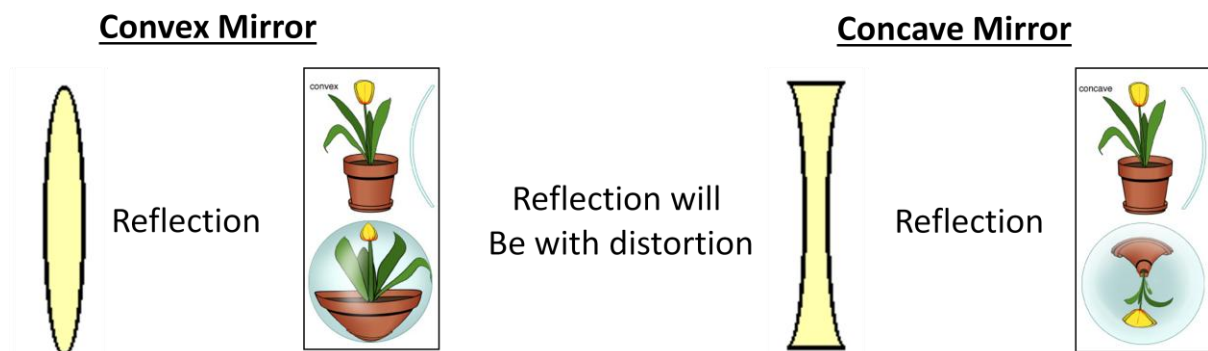 Convex Mirror
Concave Mirror
convex
concave
Reflection
Reflection will
Be with distortion
Reflection